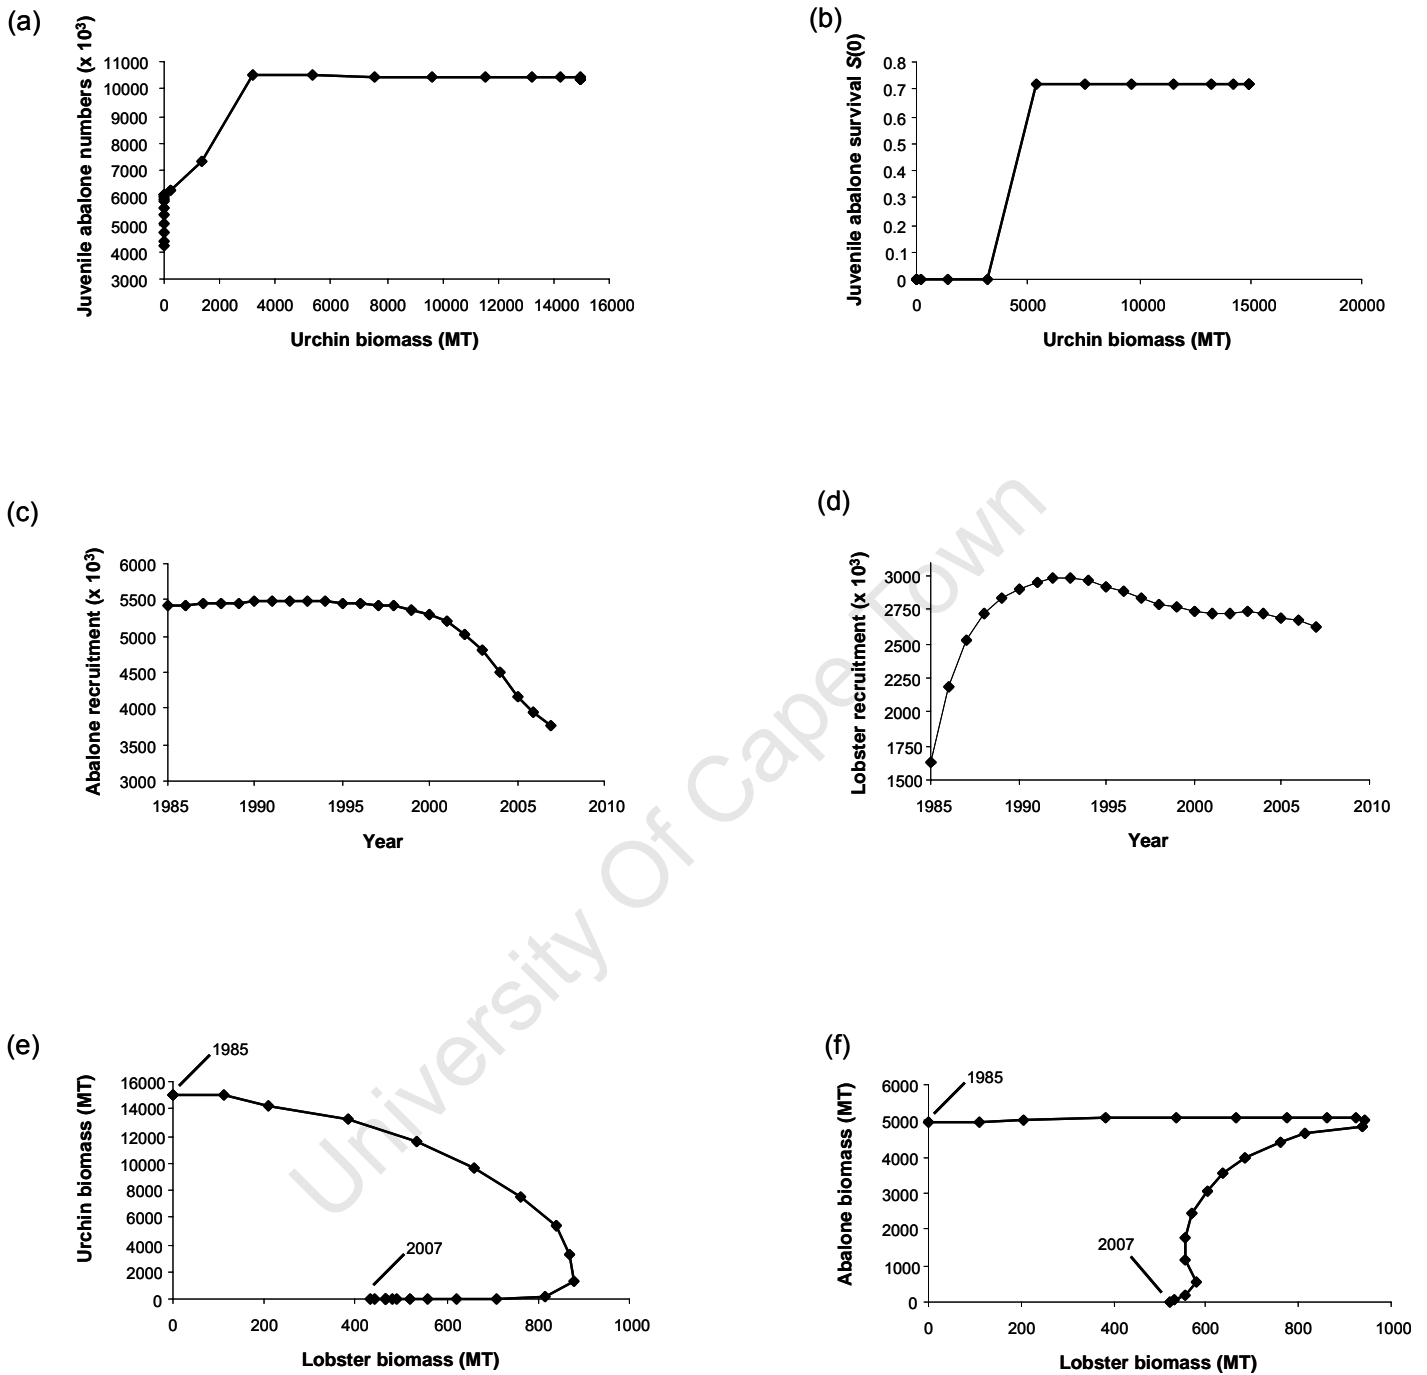 (a)
Juvenile abalone numbers (x 10³)
11000
10000
9000
8000
7000
6000
5000
4000
3000
0 2000 4000 6000 8000 10000 12000 14000 16000
Urchin biomass (MT)
(b)
Juvenile abalone survival S(0)
0.8
0.7
0.6
0.5
0.4
0.3
0.2
0.1
0
0 5000 10000 15000 20000
Urchin biomass (MT)
(c)
Abalone recruitment (x 10³)
6000
5500
5000
4500
4000
3500
3000
1985 1990 1995 2000 2005 2010
Year
(d)
Lobster recruitment (x 10³)
3000
2750
2500
2250
2000
1750
1500
1985 1990 1995 2000 2005 2010
Year
(e)
Urchin biomass (MT)
1985
16000
14000
12000
10000
8000
6000
4000
2000
0
2007
0 200 400 600 800 1000
Lobster biomass (MT)
(f)
Abalone biomass (MT)
1985
6000
5000
4000
3000
2000
1000
0
2007
0 200 400 600 800 1000
Lobster biomass (MT)
University Of Cape Town